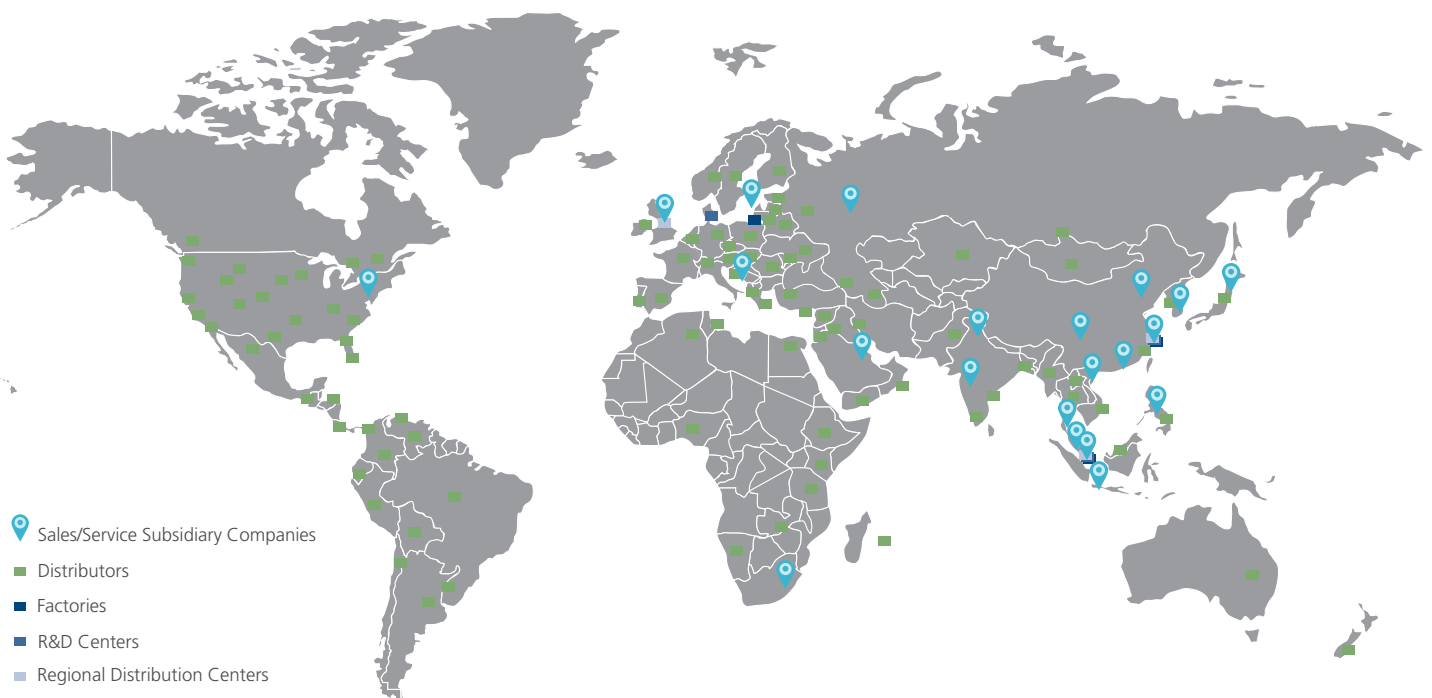 Sales/Service Subsidiary Companies
Distributors
Factories
R&D Centers
Regional Distribution Centers